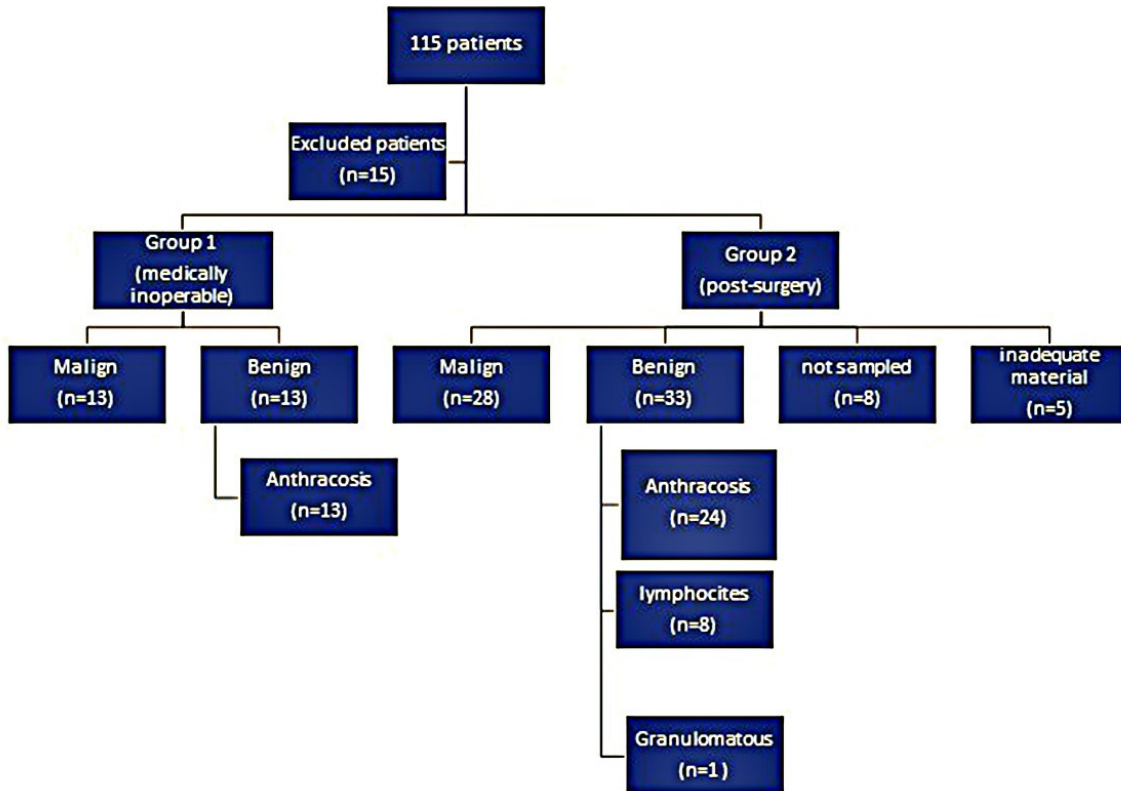 115 patients
Excluded patients
(n=15)
Group 1
(medically
inoperable)
Group 2
(post-surgery)
Malign
(n=13)
Benign
(n=13)
Malign
(n=28)
Benign
(n=33)
not sampled
(n=8)
inadequate
material
(n=5)
Anthracosis
(n=13)
Anthracosis
(n=24)
lymphocites
(n=8)
Granulomatous
(n=1 )